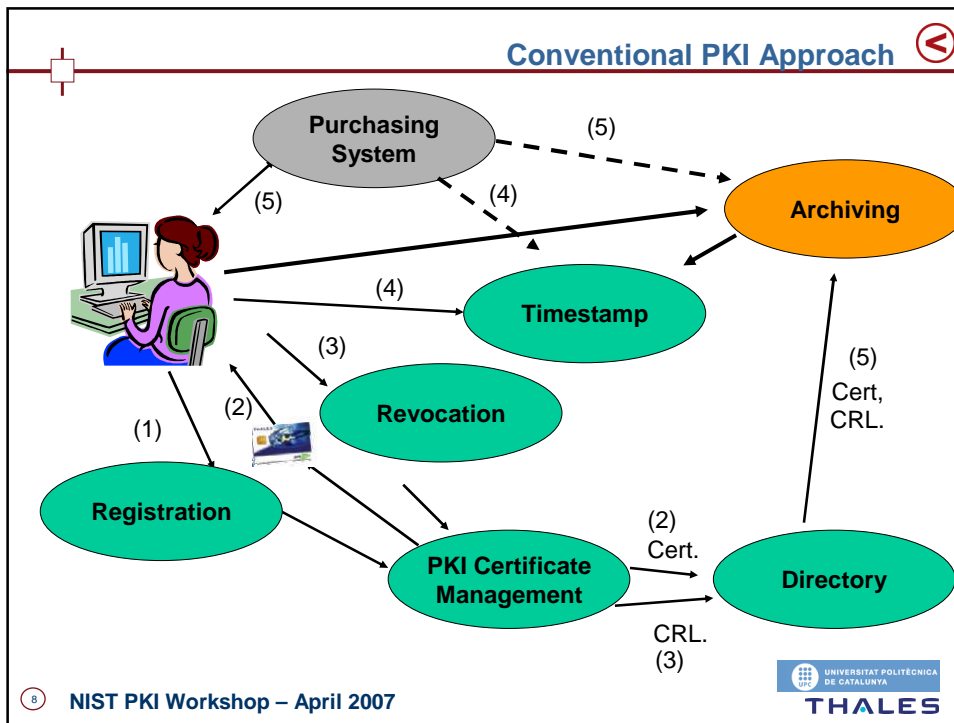 Conventional PKI Approach
<
Purchasing
System
(5)
(5)
(4)
Archiving
(4)
Timestamp
(3)
Revocation
(2)
THALES
(1)
Registration
(5)
Cert,
CRL.
PKI Certificate
Management
(2)
Cert.
Directory
CRL.
(3)
8
NIST PKI Workshop – April 2007
UPC
UNIVERSITAT POLITÈCNICA
DE CATALUNYA
THALES